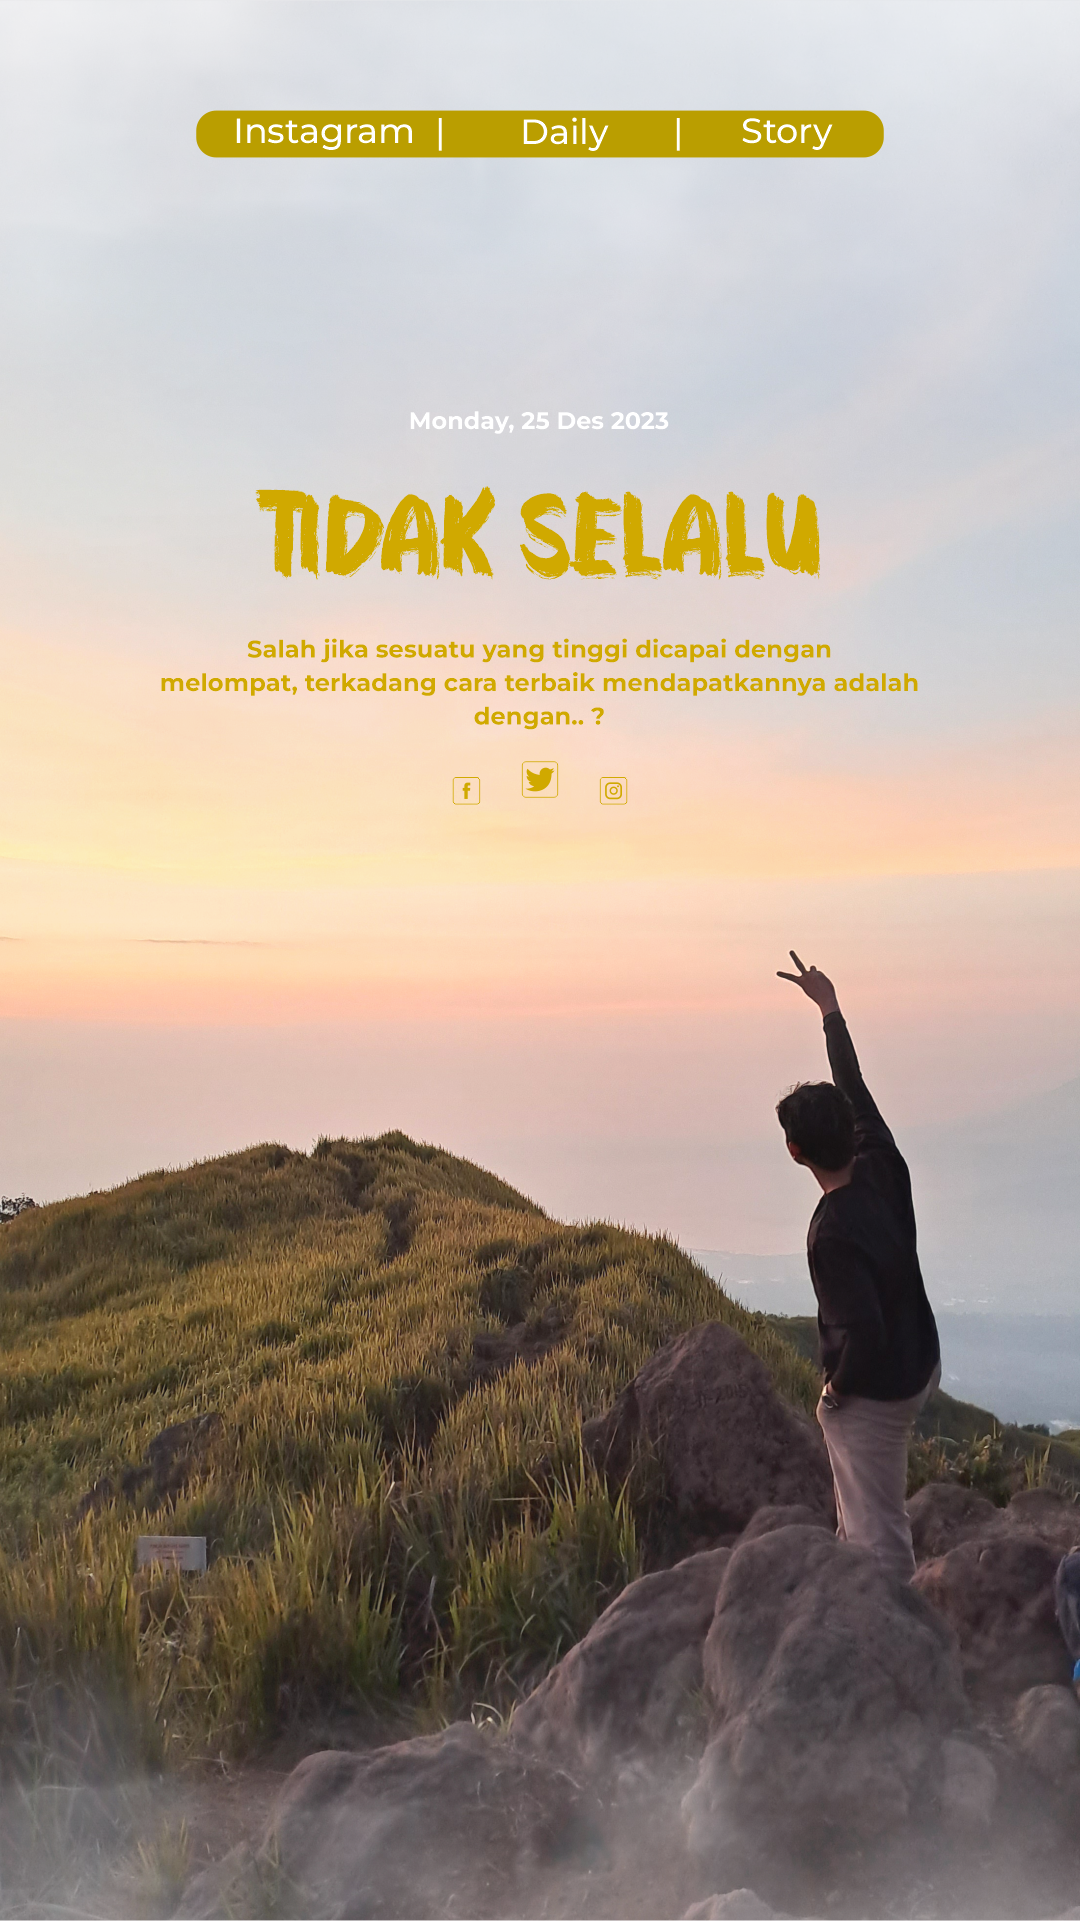 Instagram | Daily | Story
Monday, 25 Des 2023
TIDAK SELALU
Salah jika sesuatu yang tinggi dicapai dengan
melompat, terkadang cara terbaik mendapatkannya adalah
dengan.. ?